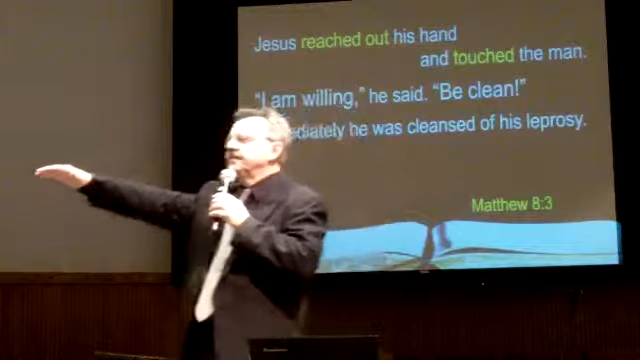 Jesus reached out his hand
and touched the man.
"I am willing," he said. "Be clean!"
he was cleansed of his leprosy.
Matthew 8:3